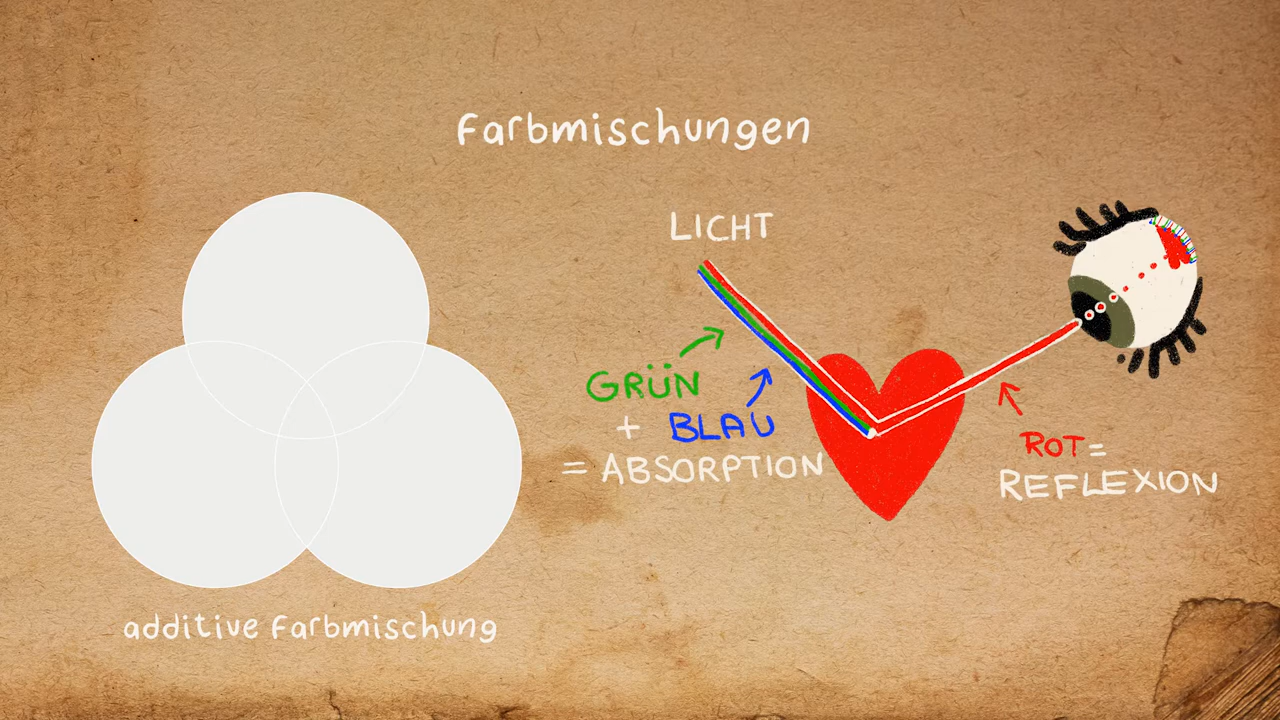 Farbmischungen
LICHT
GRÜN
+ BLAU
= ABSORPTION
ROT =
REFLEXION
additive Farbmischung